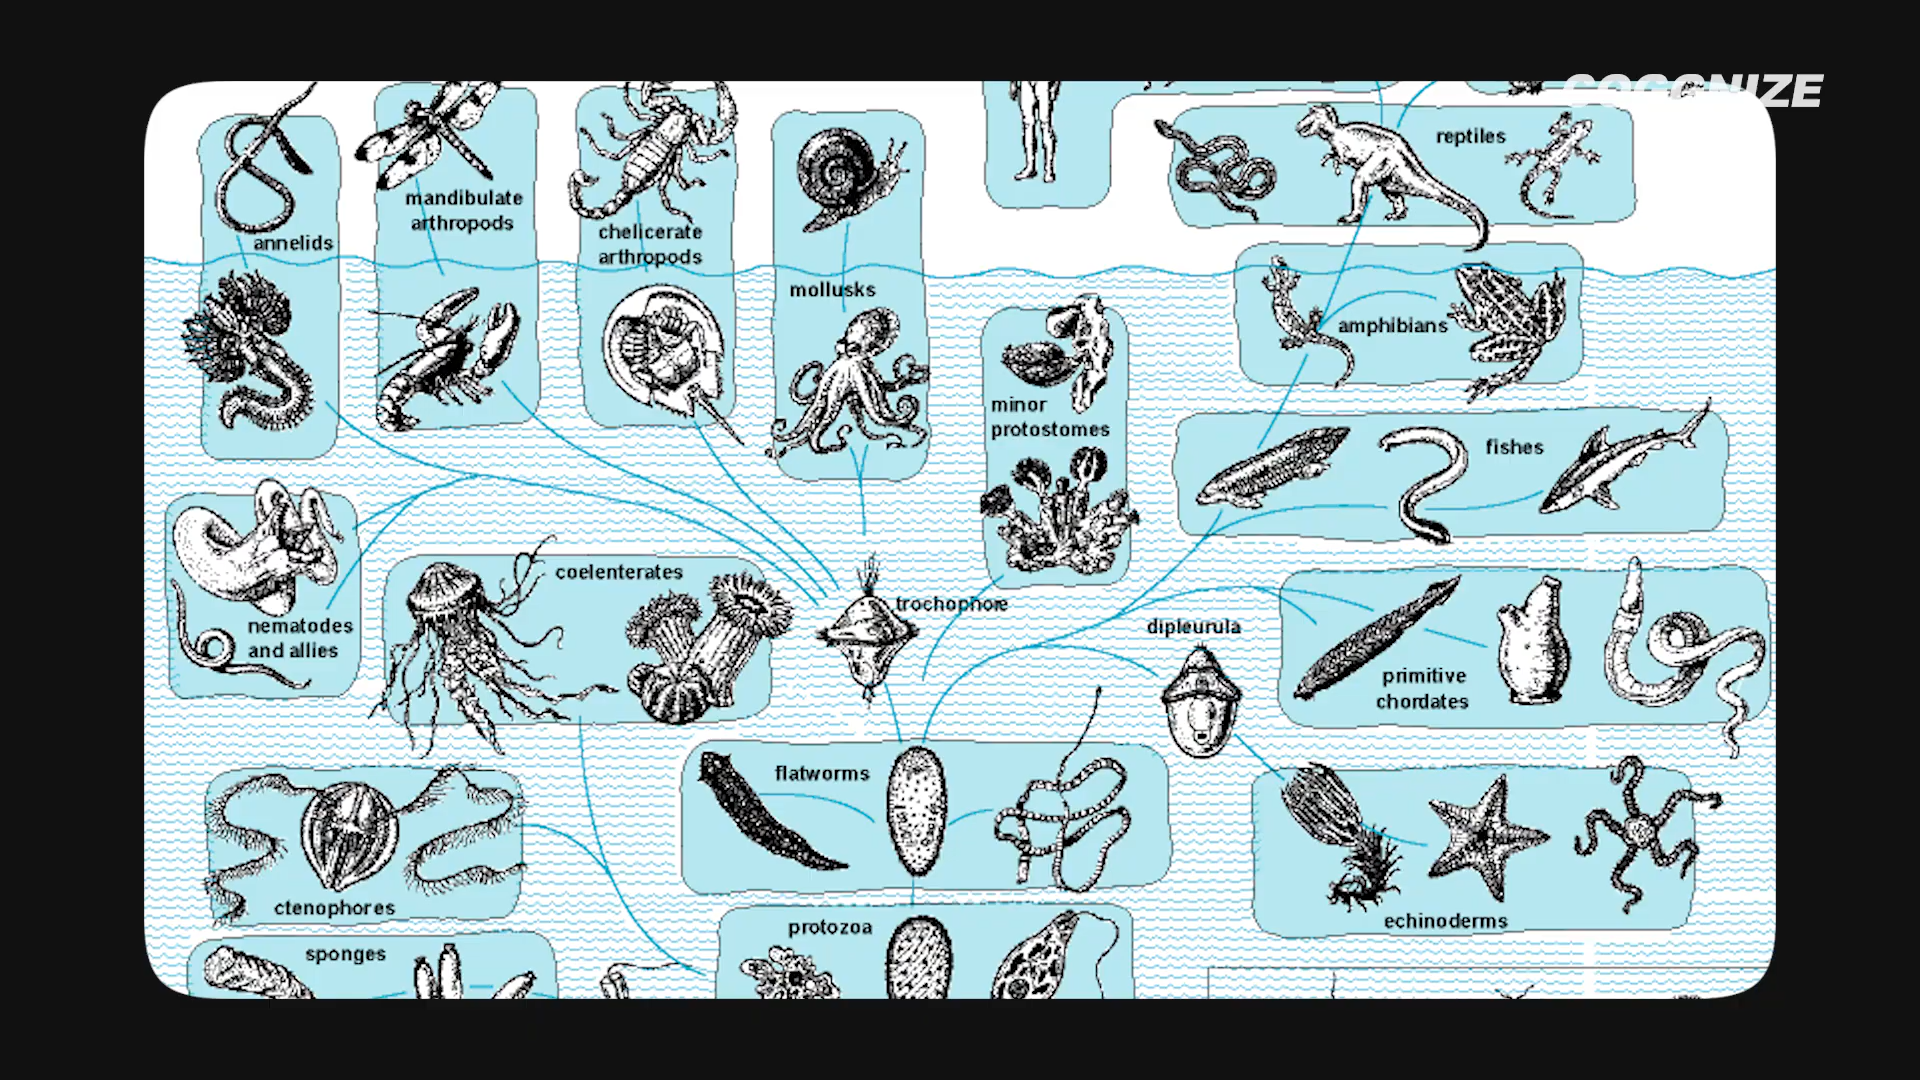 COGONIZE
reptiles
mandibulate
arthropods
annelids
chelicerate
arthropods
mollusks
amphibians
minor
protostomes
fishes
coelenterates
trochophore
nematodes
and allies
dipleurula
primitive
chordates
flatworms
ctenophores
echinoderms
protozoa
sponges